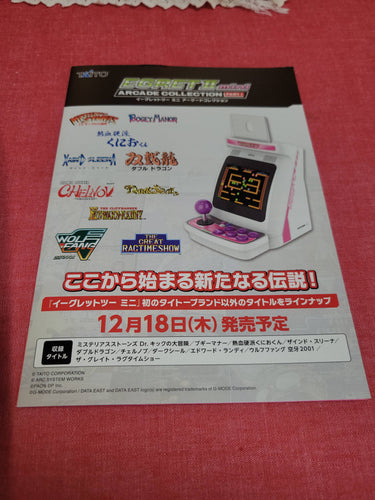 TAITO
EGRET II mini
ARCADE COLLECTION
イーグレットツー ミニ アーケードコレクション
BOOGEY MANOR
熱血硬派
くにおくん
双截龍
ダブル ドラゴン
CHELNOV
WOLF
FANG
THE GREAT
RAGTIMESHOW
ここから始まる新たなる伝説！
「イーグレットツー ミニ」初のタイトーブランド以外のタイトルをラインナップ
12月18日(木) 発売予定
収録
タイトル
ミステリアスストーンズ Dr. キックの大冒険／ブギーマナー／熱血硬派くにおくん／ザインド・スリーナ／
ダブルドラゴン／チェルノブ／ダークシール／エドワード・ランディ／ウルフファング 空牙2001／
ザ・グレイト・ラグタイムショー
© TAITO CORPORATION
© ARC SYSTEM WORKS
©G-MODE Corporation / DATA EAST and DATA EAST logo(s) are registered trademarks of G-MODE Corporation.